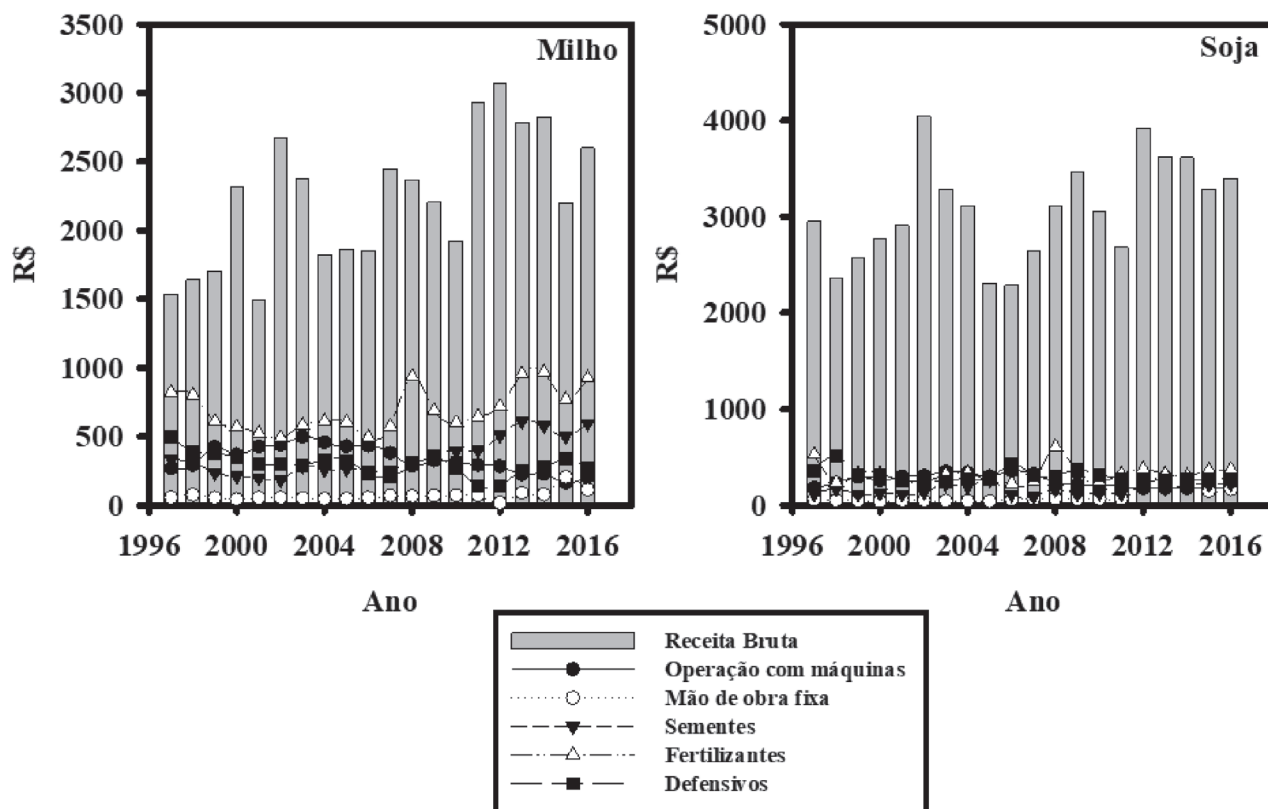 Milho
3500
3000
2500
2000
1500
1000
500
0
R$
1996 2000 2004 2008 2012 2016
Ano
Soja
5000
4000
3000
2000
1000
0
R$
1996 2000 2004 2008 2012 2016
Ano
Receita Bruta
Operação com máquinas
Mão de obra fixa
Sementes
Fertilizantes
Defensivos